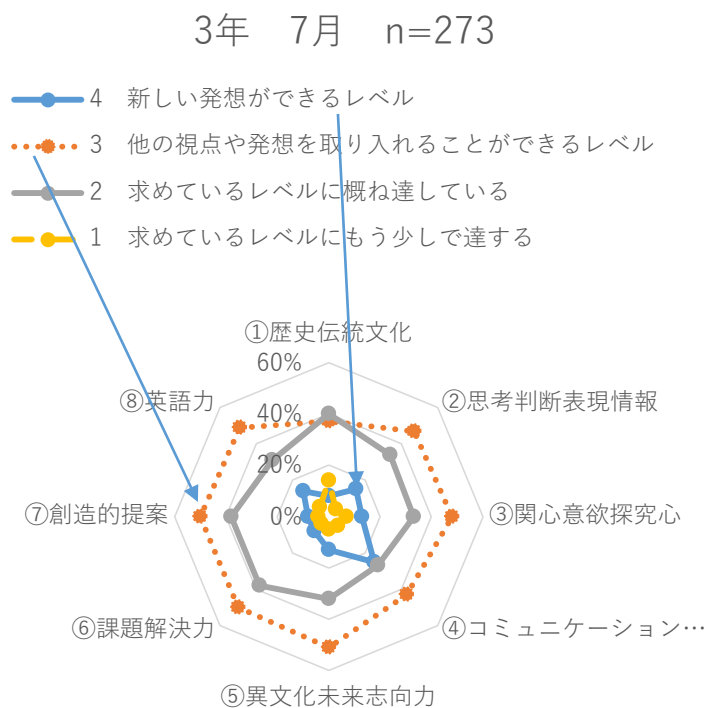 3年　7月　n=273
4　新しい発想ができるレベル
3　他の視点や発想を取り入れることができるレベル
2　求めているレベルに概ね達している
1　求めているレベルにもう少しで達する
①歴史伝統文化
60%
⑧英語力
40%
②思考判断表現情報
20%
⑦創造的提案
0%
③関心意欲探究心
⑥課題解決力
④コミュニケーション…
⑤異文化未来志向力